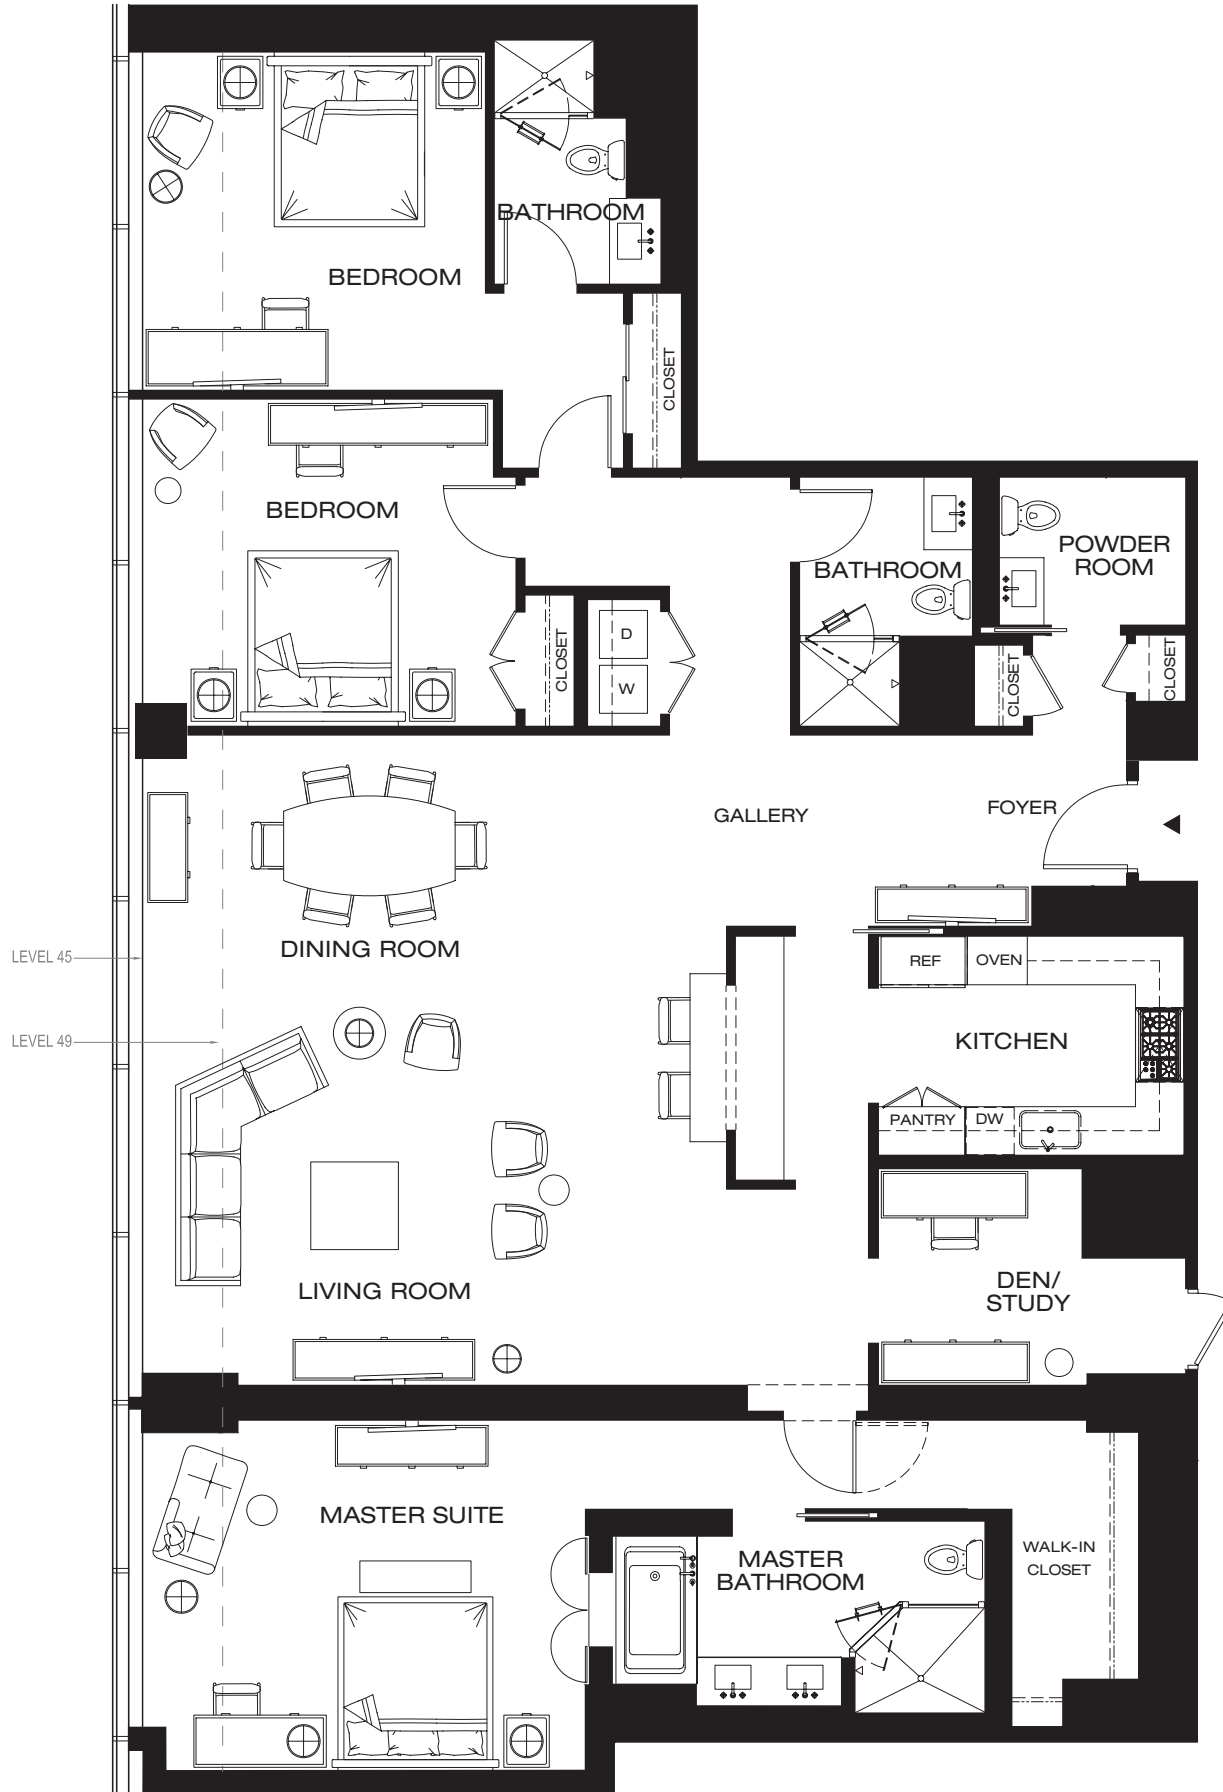 BATHROOM
BEDROOM
CLOSET
BEDROOM
BATHROOM
POWDER
ROOM
D
W
CLOSET
CLOSET
CLOSET
GALLERY
FOYER
DINING ROOM
LEVEL 45
REF
OVEN
LEVEL 49
KITCHEN
PANTRY
DW
LIVING ROOM
DEN/
STUDY
MASTER SUITE
MASTER
BATHROOM
WALK-IN
CLOSET